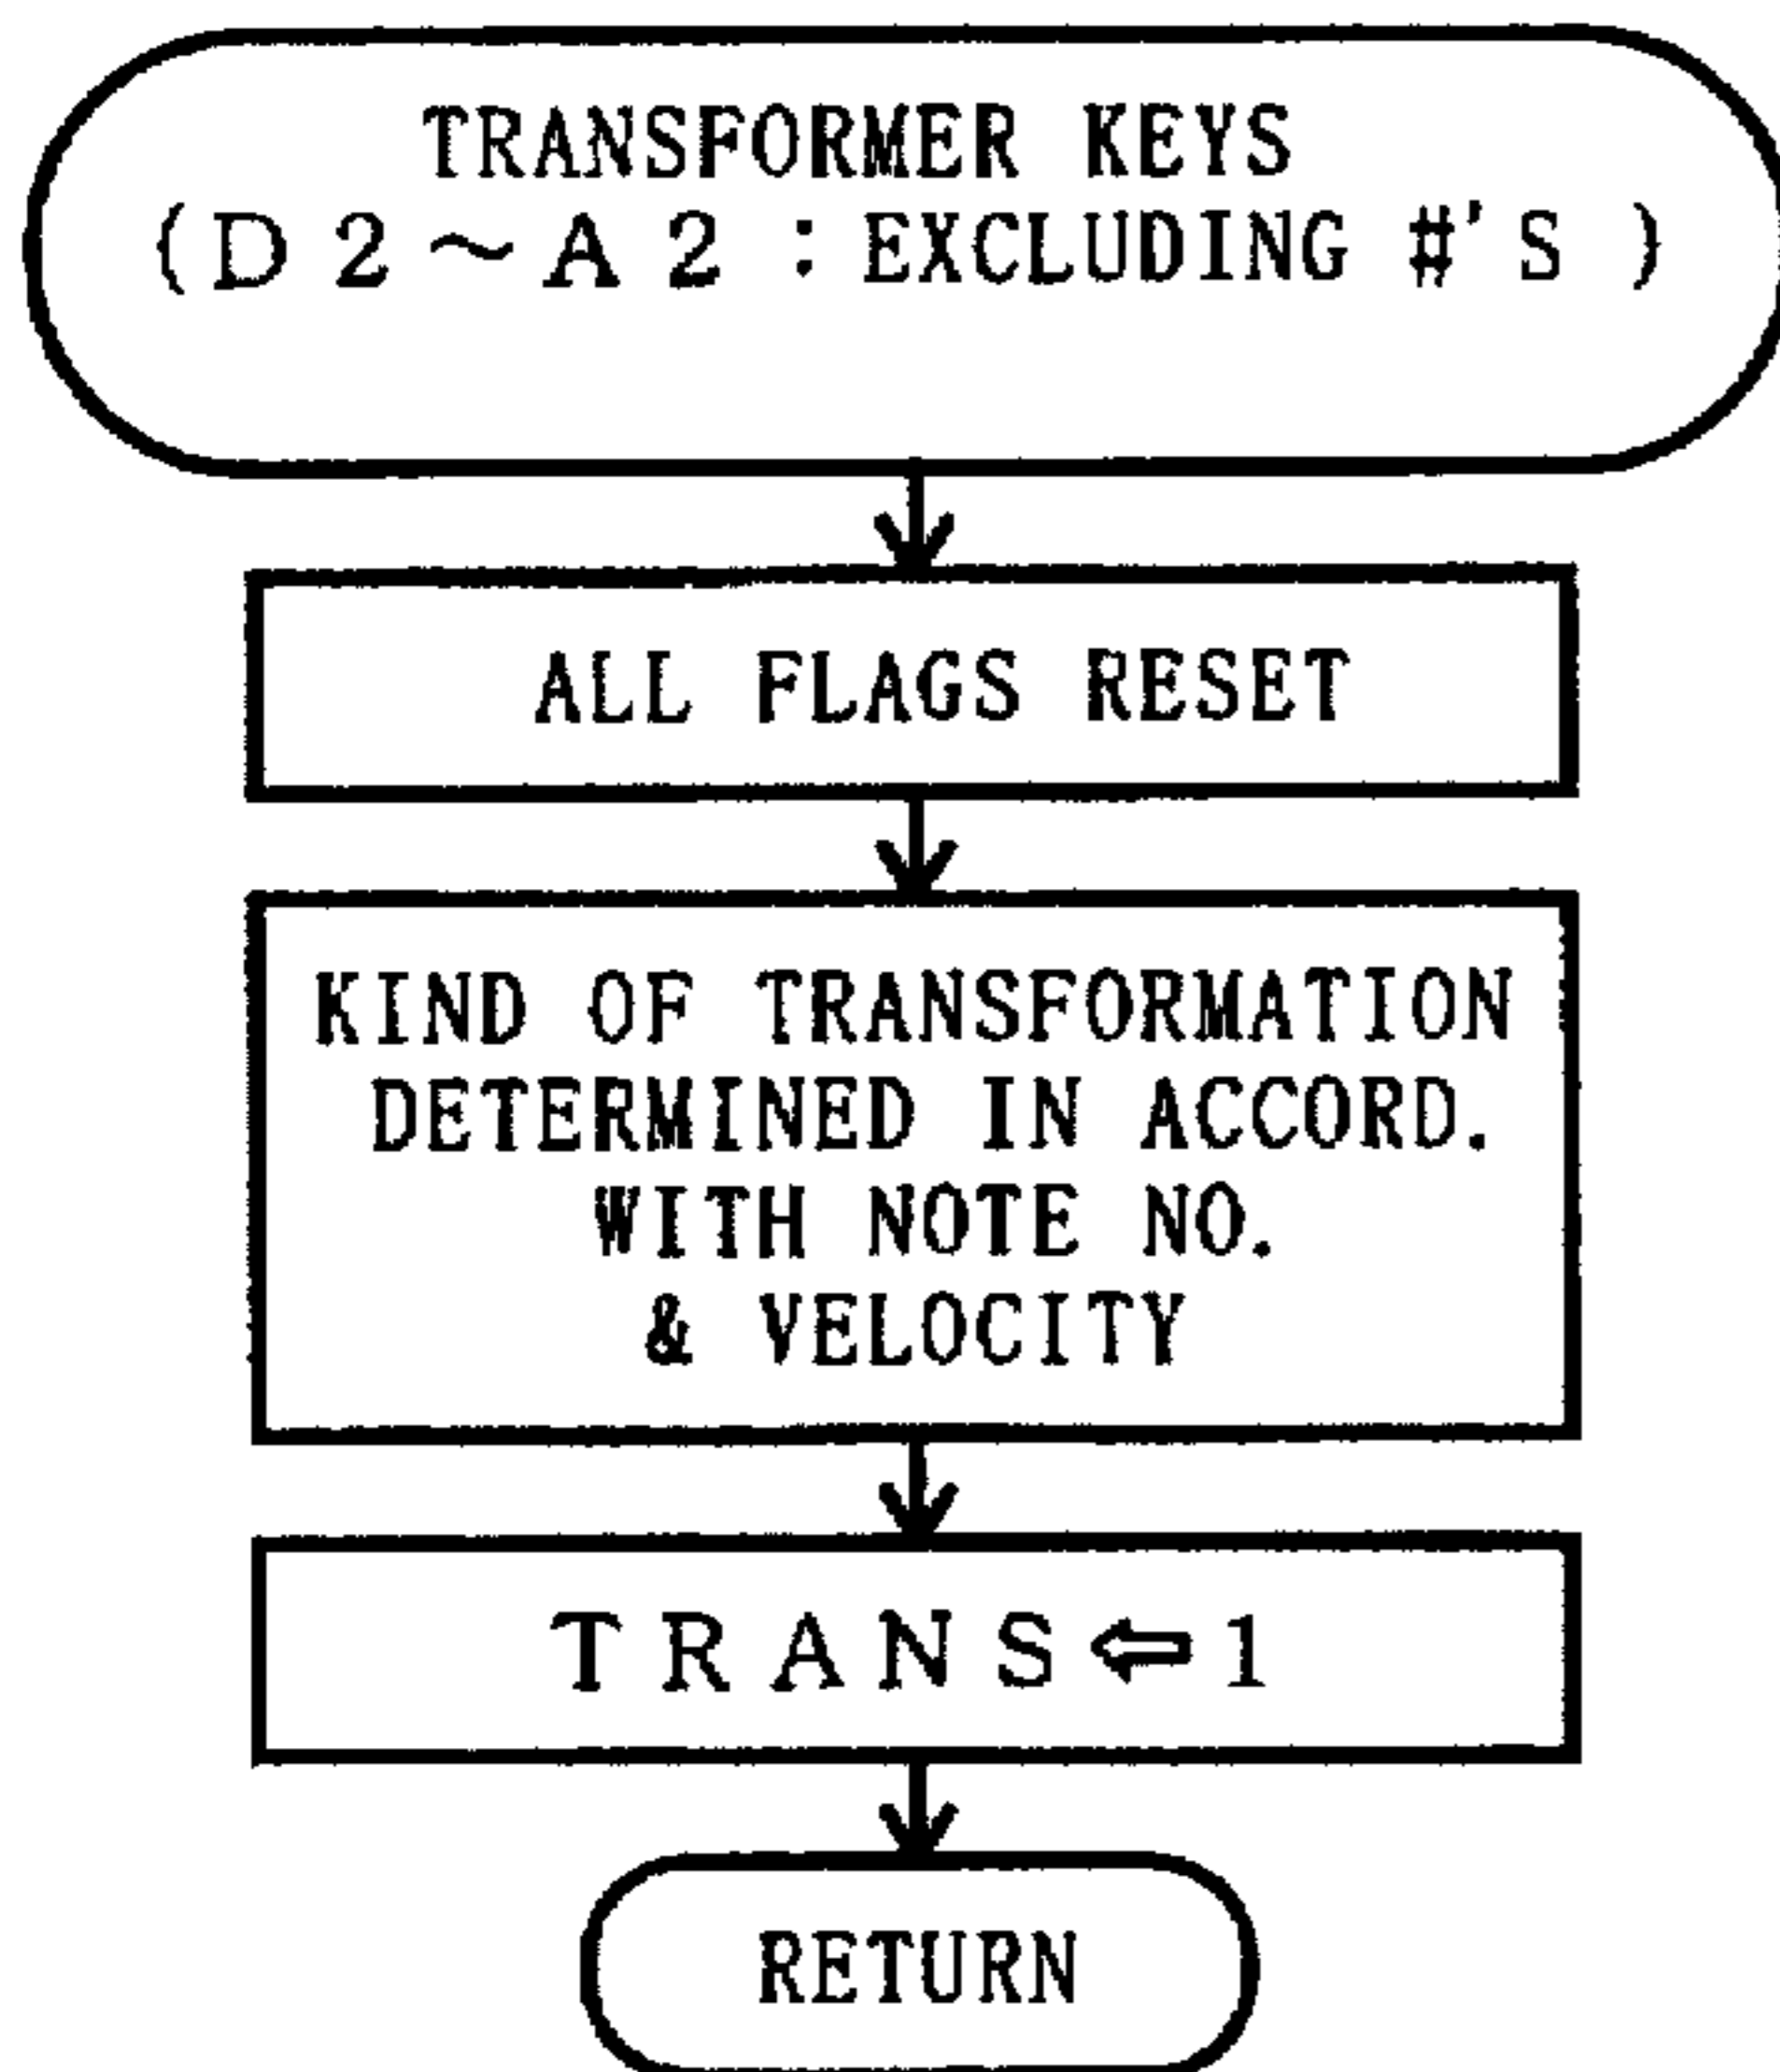 TRANSFORMER KEYS
(D2~A2:EXCLUDING #'S)
ALL FLAGS RESET
KIND OF TRANSFORMATION
DETERMINED IN ACCORD.
WITH NOTE NO.
& VELOCITY
TRANS⇐1
RETURN